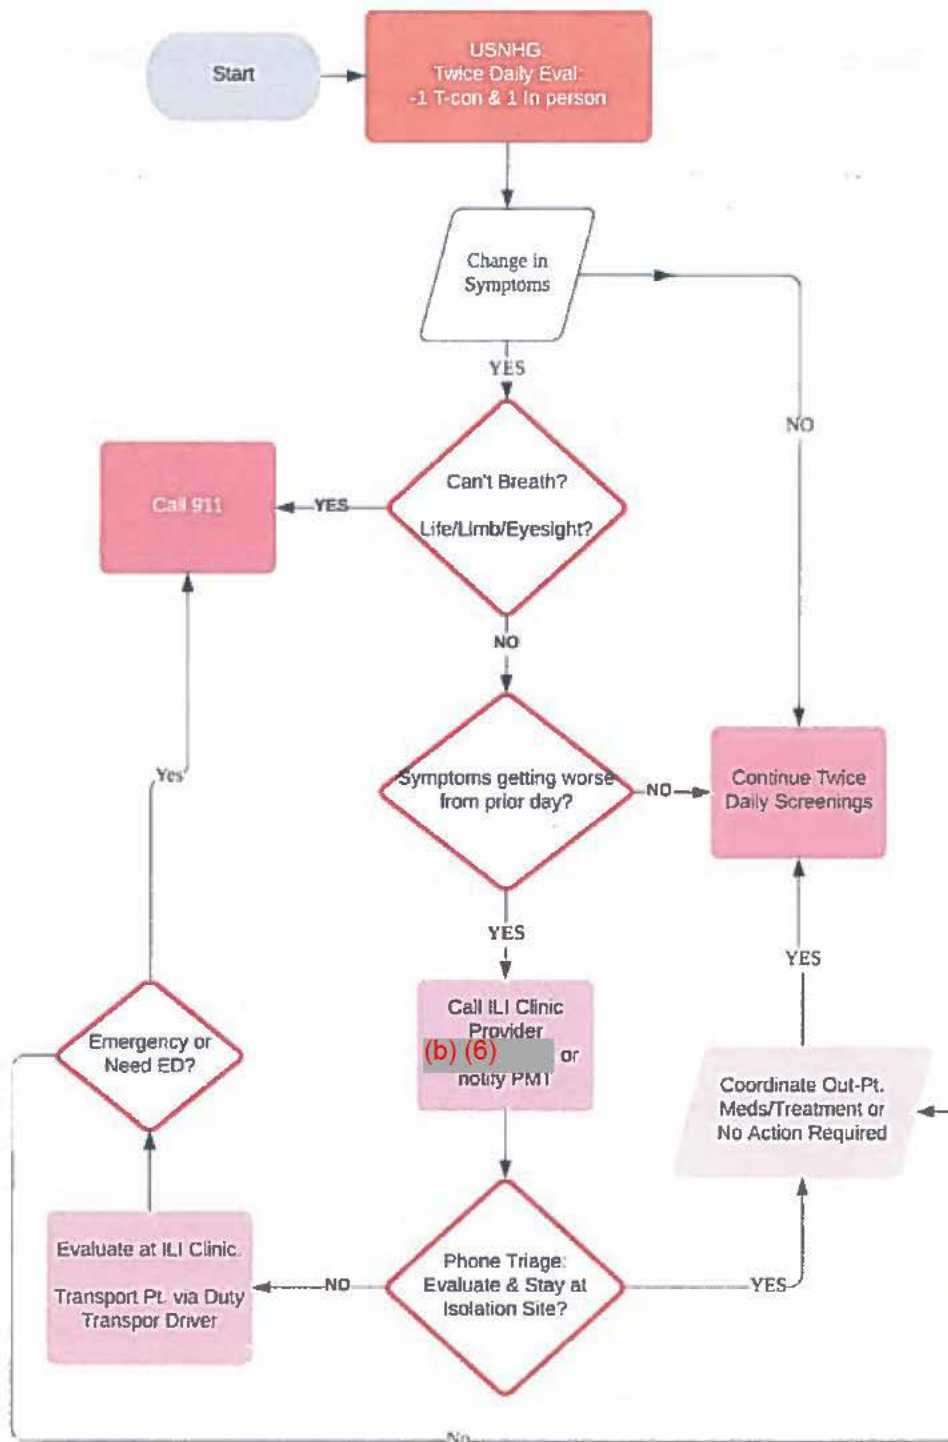 Start
USNHG:
Twice Daily Eval:
-1 T-con & 1 In person
Change in
Symptoms
YES
NO
Can't Breath?
Life/Limb/Eyesight?
YES
Call 911
NO
Symptoms getting worse
from prior day?
NO
Continue Twice
Daily Screenings
Yes
YES
YES
Call ILI Clinic
Provider
(b) (6) or
notify PMT
Emergency or
Need ED?
Coordinate Out-Pt.
Meds/Treatment or
No Action Required
Evaluate at ILI Clinic.
Transport Pt. via Duty
Transpor Driver
NO
Phone Triage:
Evaluate & Stay at
Isolation Site?
YES
No